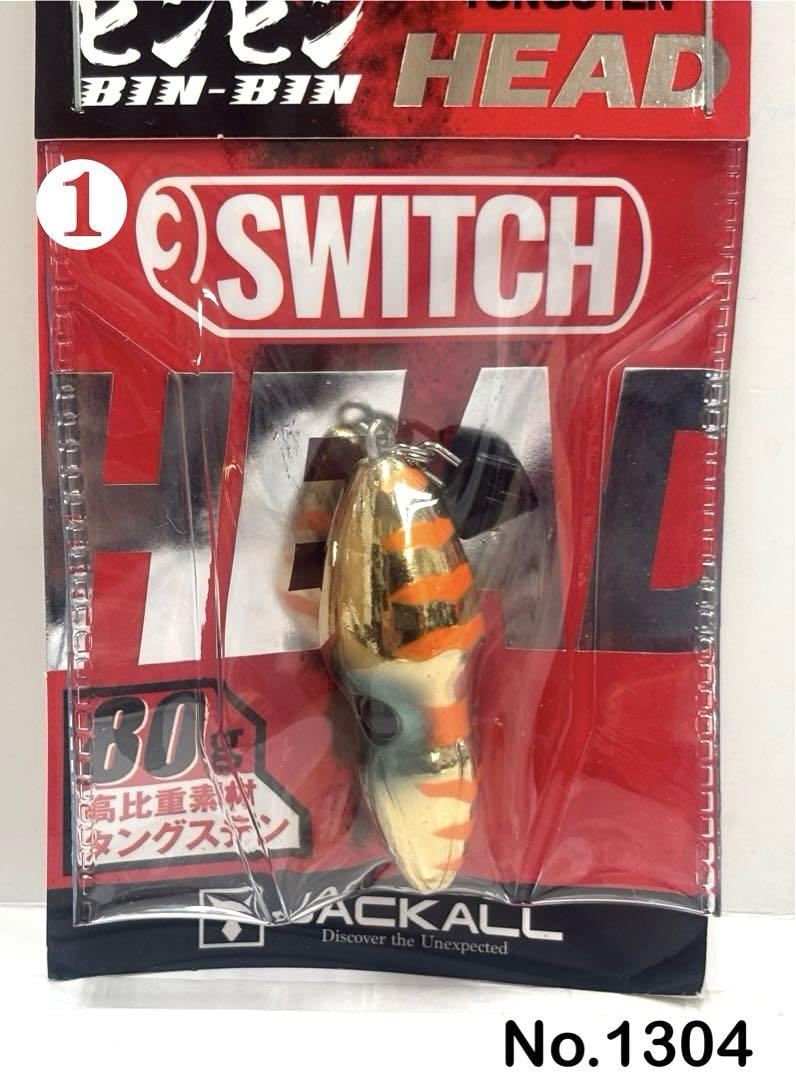 TUNGSTEN
ビンビン
BIN-BIN HEAD
1
C) SWITCH
HEAD
80g
高比重素材
タングステン
JACKALL
Discover the Unexpected
No.1304